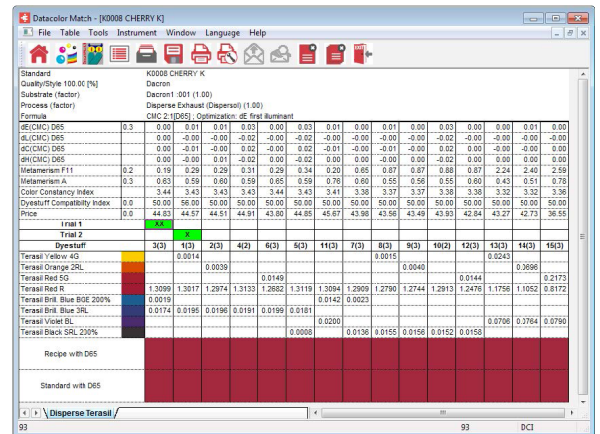 Datacolor Match - [K0008 CHERRY K]
File Table Tools Instrument Window Language Help
Standard K0008 CHERRY K
Quality/Style 100.00 [%] Dacron
Substrate (factor) Dacron1 :001 (1.00)
Process (factor) Disperse Exhaust (Dispersol) (1.00)
Formula CMC 2:1[D65] ; Optimization: dE first illuminant
dE(CMC) D65 0.3 0.00 0.01 0.01 0.03 0.00 0.03 0.01 0.01 0.00 0.03 0.00 0.00 0.01 0.00
dL(CMC) D65 0.00 -0.00 -0.00 -0.02 0.00 -0.02 -0.01 -0.00 -0.00 -0.00 -0.00 -0.00 -0.00 0.00
dC(CMC) D65 0.00 -0.00 -0.01 -0.02 0.00 -0.02 -0.01 -0.00 -0.00 0.02 -0.00 0.00 -0.00 0.00
dH(CMC) D65 0.00 -0.00 0.01 -0.02 0.00 -0.00 -0.00 0.00 -0.00 0.02 -0.00 0.00 -0.00 0.00
Metamerism F11 0.2 0.19 0.29 0.29 0.31 0.29 0.34 0.20 0.65 0.87 0.87 0.88 0.87 2.24 2.40 2.59
Metamerism A 0.3 0.63 0.59 0.60 0.59 0.65 0.59 0.76 0.60 0.55 0.56 0.55 0.60 0.43 0.51 0.78
Color Constancy Index 3.44 3.43 3.43 3.43 3.44 3.43 3.41 3.38 3.37 3.37 3.38 3.38 3.32 3.32 3.36
Dyestuff Compatibilty Index 0.0 50.00 56.00 50.00 50.00 50.00 50.00 50.00 50.00 50.00 50.00 50.00 50.00 50.00 50.00 50.00
Price 0.0 44.83 44.57 44.51 44.91 43.80 44.85 45.67 43.98 43.56 43.49 43.93 42.84 43.27 42.73 36.55
Trial 1 XX
Trial 2 X
Dyestuff 3(3) 1(3) 2(3) 4(2) 6(3) 5(3) 11(3) 7(3) 8(3) 9(3) 10(2) 12(3) 13(3) 14(3) 15(3)
Terasil Yellow 4G 0.0014 0.0015 0.0243
Terasil Orange 2RL 0.0039 0.0040 0.0696
Terasil Red 5G 0.0149 0.0144 0.2173
Terasil Red R 1.3099 1.3017 1.2974 1.3133 1.2682 1.3119 1.3094 1.2909 1.2790 1.2744 1.2913 1.2476 1.1756 1.1052 0.8172
Terasil Brill. Blue BGE 200% 0.0019 0.0142 0.0023
Terasil Brill. Blue 3RL 0.0174 0.0195 0.0196 0.0191 0.0199 0.0181
Terasil Violet BL 0.0200 0.0706 0.0764 0.0790
Terasil Black SRL 200% 0.0008 0.0136 0.0155 0.0156 0.0152 0.0158
Recipe with D65
Standard with D65
Disperse Terasil
93 93 DCI